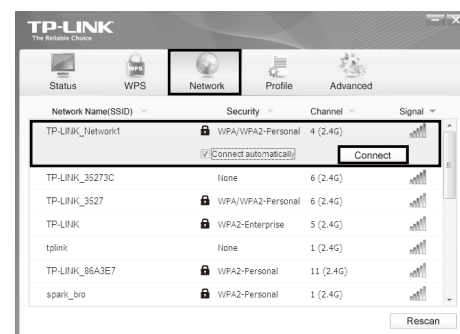 TP-LINK
The Reliable Choice
WPS
Status WPS Network Profile Advanced
Network Name(SSID) Security Channel Signal
TP-LINK_Network1 WPA/WPA2-Personal 4 (2.4G)
Connect automatically Connect
TP-LINK_35273C None 6 (2.4G)
TP-LINK_3527 WPA/WPA2-Personal 6 (2.4G)
TP-LINK WPA2-Enterprise 5 (2.4G)
tplink None 1 (2.4G)
TP-LINK_86A3E7 WPA2-Personal 11 (2.4G)
spark_bro WPA2-Personal 1 (2.4G)
Rescan